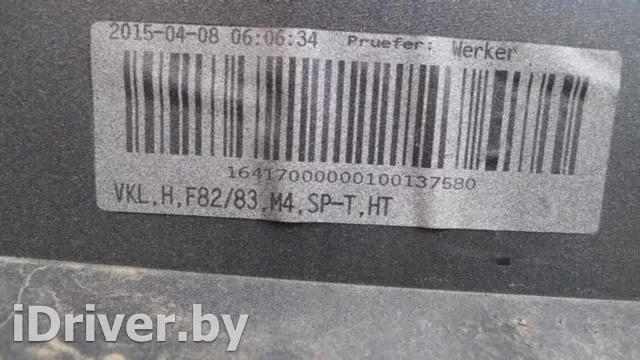 2015-04-08 06:06:34 Pruefer: Werker
16417000000100137580
VKL,H,F82/83,M4,SP-T,HT
iDriver.by